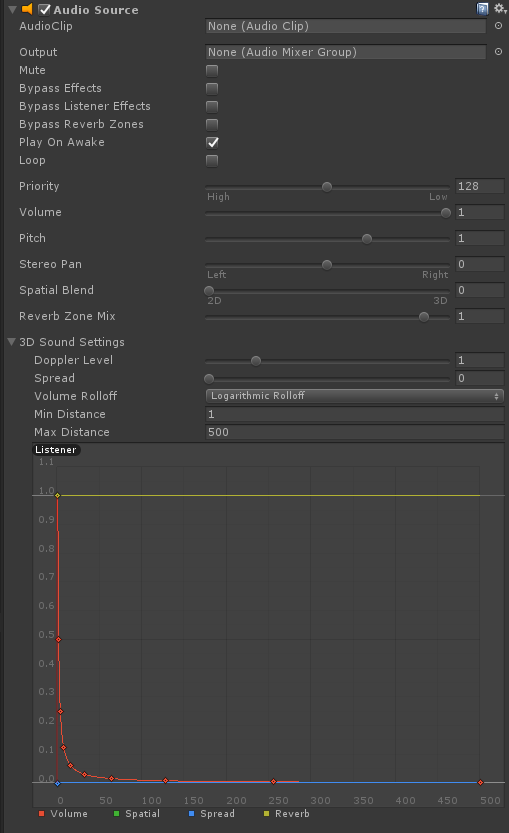 Audio Source
AudioClip None (Audio Clip)
Output None (Audio Mixer Group)
Mute
Bypass Effects
Bypass Listener Effects
Bypass Reverb Zones
Play On Awake
Loop
Priority 128
High Low
Volume 1
Pitch 1
Stereo Pan 0
Left Right
Spatial Blend 0
2D 3D
Reverb Zone Mix 1
3D Sound Settings
Doppler Level 1
Spread 0
Volume Rolloff Logarithmic Rolloff
Min Distance 1
Max Distance 500
Listener
1.1
1.0
0.9
0.8
0.7
0.6
0.5
0.4
0.3
0.2
0.1
0.0
0 50 100 150 200 250 300 350 400 450 500
Volume Spatial Spread Reverb